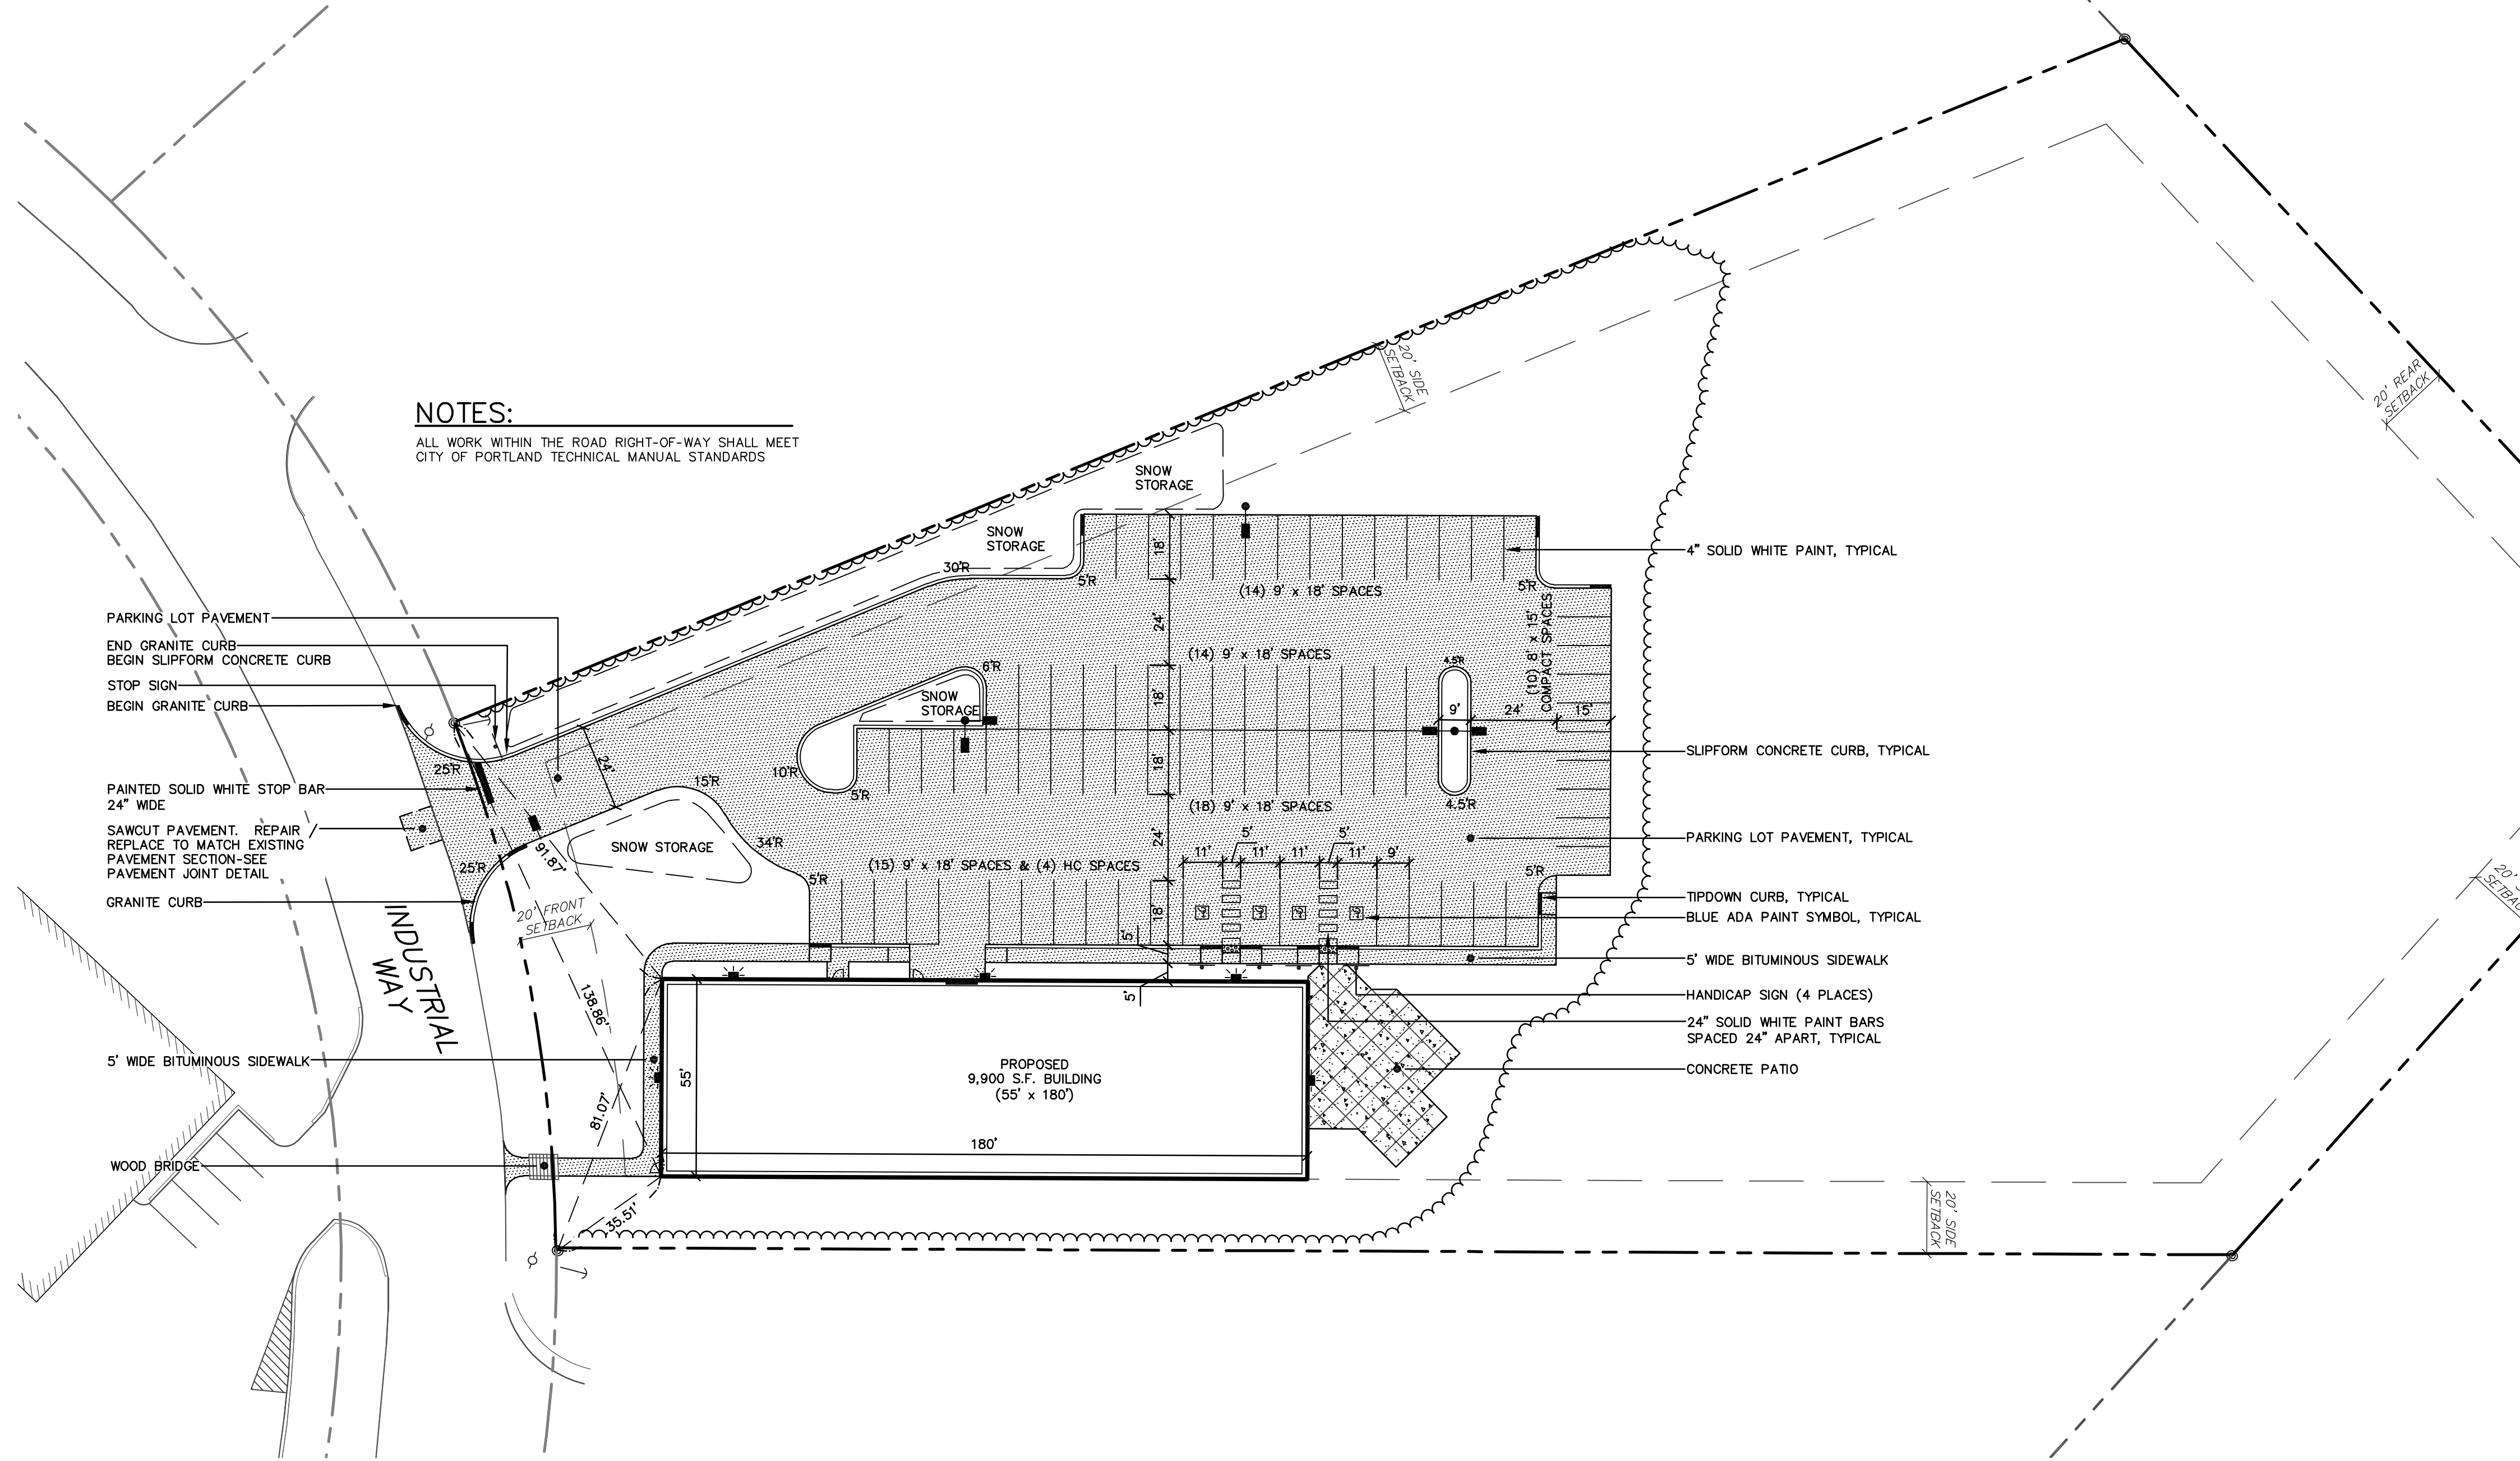 NOTES:
ALL WORK WITHIN THE ROAD RIGHT-OF-WAY SHALL MEET
CITY OF PORTLAND TECHNICAL MANUAL STANDARDS
20' SIDE
SETBACK
20' REAR
SETBACK
SNOW
STORAGE
SNOW
STORAGE
30'R
5'R
18'
(14) 9' x 18' SPACES
5'R
4" SOLID WHITE PAINT, TYPICAL
(10) 8' x 15'
COMPACT SPACES
24'
(14) 9' x 18' SPACES
6'R
4.5'R
SNOW
STORAGE
18'
9'
24'
15'
PARKING LOT PAVEMENT
END GRANITE CURB
BEGIN SLIPFORM CONCRETE CURB
STOP SIGN
BEGIN GRANITE CURB
25'R
24'
15'R
10'R
5'R
18'
(18) 9' x 18' SPACES
4.5'R
SLIPFORM CONCRETE CURB, TYPICAL
PAINTED SOLID WHITE STOP BAR
24" WIDE
SAWCUT PAVEMENT. REPAIR /
REPLACE TO MATCH EXISTING
PAVEMENT SECTION-SEE
PAVEMENT JOINT DETAIL
GRANITE CURB
25'R
91.87'
SNOW STORAGE
34'R
5'R
(15) 9' x 18' SPACES & (4) HC SPACES
24'
11'
5'
11'
11'
5'
11'
9'
5'R
PARKING LOT PAVEMENT, TYPICAL
TIPDOWN CURB, TYPICAL
BLUE ADA PAINT SYMBOL, TYPICAL
20' FRONT
SETBACK
18'
5'
5'
5' WIDE BITUMINOUS SIDEWALK
HANDICAP SIGN (4 PLACES)
24" SOLID WHITE PAINT BARS
SPACED 24" APART, TYPICAL
CONCRETE PATIO
INDUSTRIAL
WAY
138.86'
81.07'
35.51'
5' WIDE BITUMINOUS SIDEWALK
WOOD BRIDGE
55'
PROPOSED
9,900 S.F. BUILDING
(55' x 180')
180'
20' SIDE
SETBACK
20'